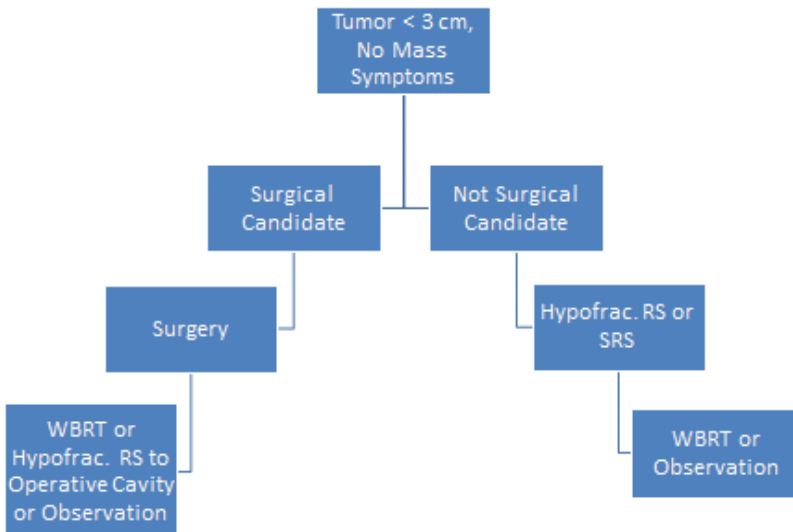 Tumor < 3 cm,
No Mass
Symptoms
Surgical
Candidate
Not Surgical
Candidate
Surgery
Hypofrac. RS or
SRS
WBRT or
Hypofrac. RS to
Operative Cavity
or Observation
WBRT or
Observation